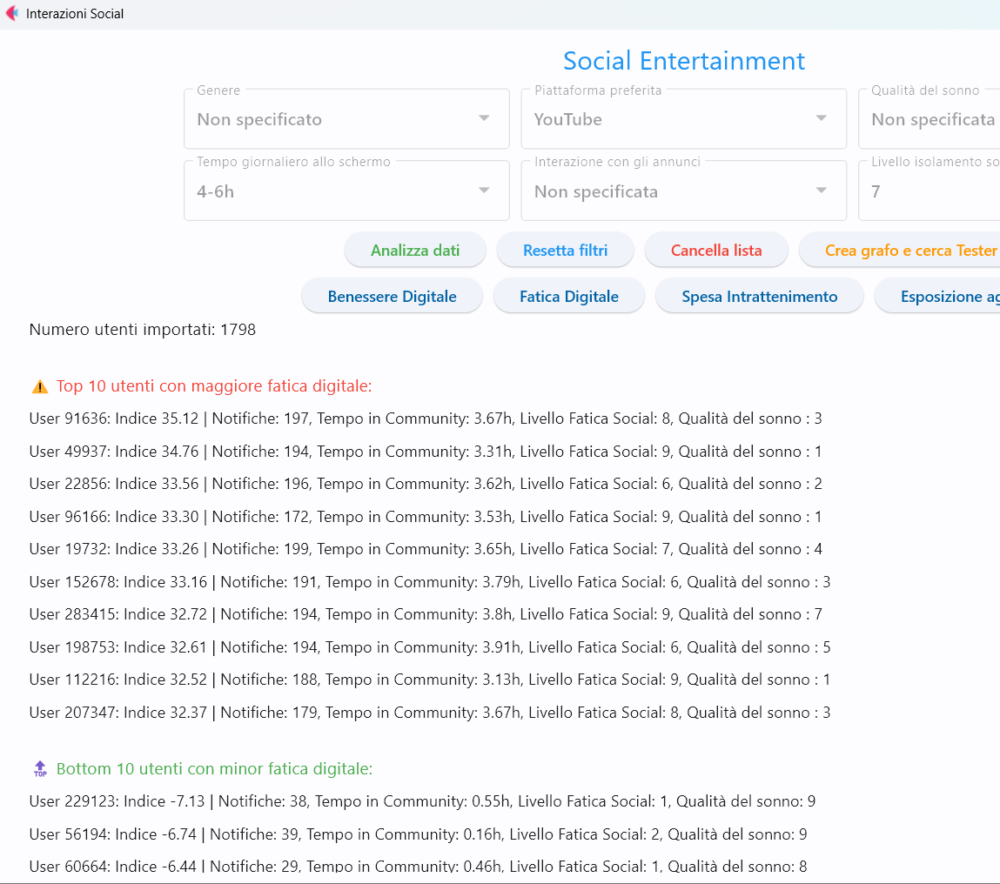 Interazioni Social
Social Entertainment
Genere
Non specificato
Piattaforma preferita
YouTube
Qualità del sonno
Non specificata
Tempo giornaliero allo schermo
4-6h
Interazione con gli annunci
Non specificata
Livello isolamento so
7
Analizza dati
Resetta filtri
Cancella lista
Crea grafo e cerca Tester
Benessere Digitale
Fatica Digitale
Spesa Intrattenimento
Esposizione ag
Numero utenti importati: 1798
Top 10 utenti con maggiore fatica digitale:
User 91636: Indice 35.12 | Notifiche: 197, Tempo in Community: 3.67h, Livello Fatica Social: 8, Qualità del sonno : 3
User 49937: Indice 34.76 | Notifiche: 194, Tempo in Community: 3.31h, Livello Fatica Social: 9, Qualità del sonno : 1
User 22856: Indice 33.56 | Notifiche: 196, Tempo in Community: 3.62h, Livello Fatica Social: 6, Qualità del sonno : 2
User 96166: Indice 33.30 | Notifiche: 172, Tempo in Community: 3.53h, Livello Fatica Social: 9, Qualità del sonno : 1
User 19732: Indice 33.26 | Notifiche: 199, Tempo in Community: 3.65h, Livello Fatica Social: 7, Qualità del sonno : 4
User 152678: Indice 33.16 | Notifiche: 191, Tempo in Community: 3.79h, Livello Fatica Social: 6, Qualità del sonno : 3
User 283415: Indice 32.72 | Notifiche: 194, Tempo in Community: 3.8h, Livello Fatica Social: 9, Qualità del sonno : 7
User 198753: Indice 32.61 | Notifiche: 194, Tempo in Community: 3.91h, Livello Fatica Social: 6, Qualità del sonno : 5
User 112216: Indice 32.52 | Notifiche: 188, Tempo in Community: 3.13h, Livello Fatica Social: 9, Qualità del sonno : 1
User 207347: Indice 32.37 | Notifiche: 179, Tempo in Community: 3.67h, Livello Fatica Social: 8, Qualità del sonno : 3
TOP Bottom 10 utenti con minor fatica digitale:
User 229123: Indice -7.13 | Notifiche: 38, Tempo in Community: 0.55h, Livello Fatica Social: 1, Qualità del sonno: 9
User 56194: Indice -6.74 | Notifiche: 39, Tempo in Community: 0.16h, Livello Fatica Social: 2, Qualità del sonno: 9
User 60664: Indice -6.44 | Notifiche: 29, Tempo in Community: 0.46h, Livello Fatica Social: 1, Qualità del sonno: 8